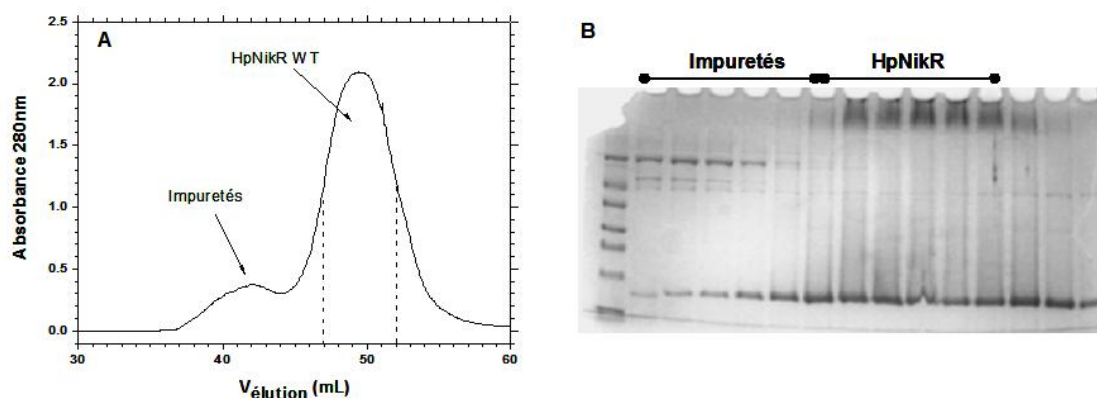 A
HpNikR WT
Impuretés
Absorbance 280nm
2.5
2.0
1.5
1.0
0.5
0.0
30
40
50
60
Vélution (mL)
B
Impuretés
HpNikR